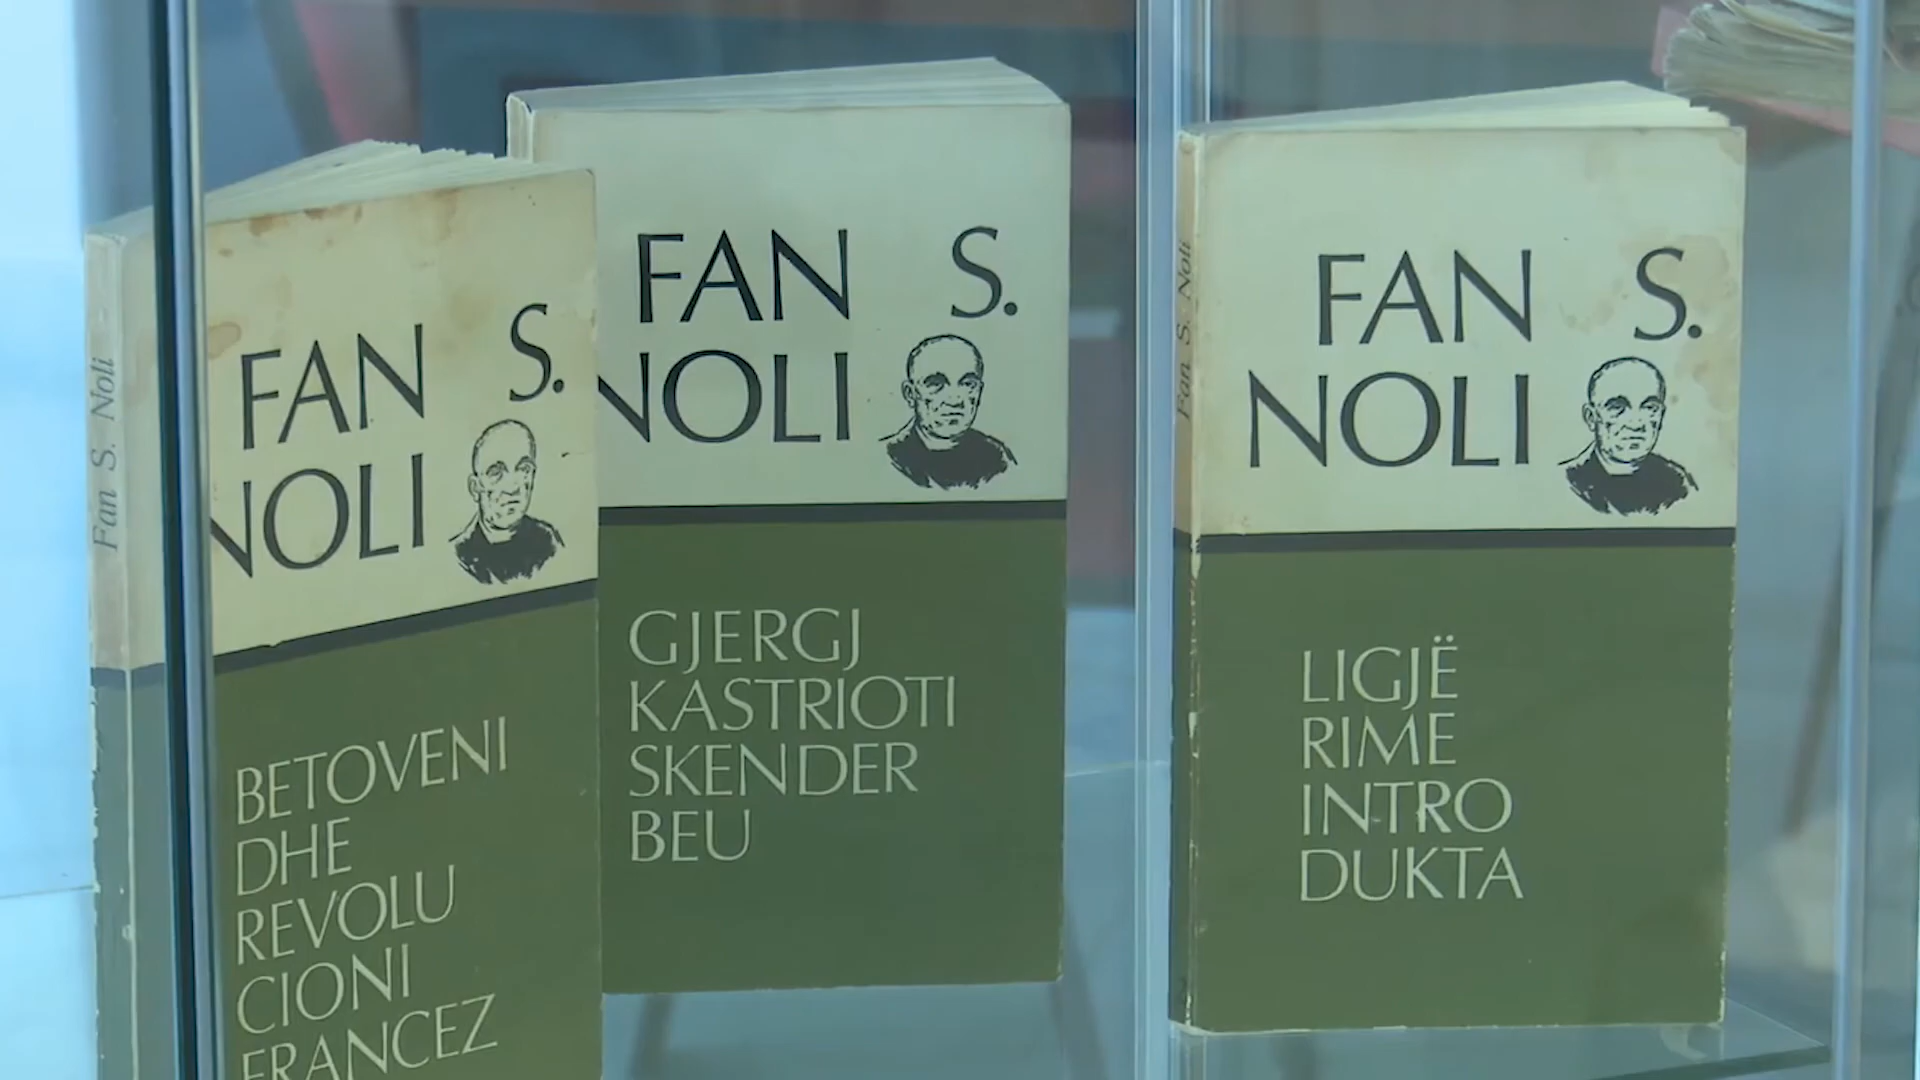 Fan S. Noli
FAN S.
NOLI
BETOVENI
DHE
REVOLU
CIONI
FRANCEZ
FAN S.
NOLI
GJERGJ
KASTRIOTI
SKENDER
BEU
Fan S. Noli
FAN S.
NOLI
LIGJË
RIME
INTRO
DUKTA